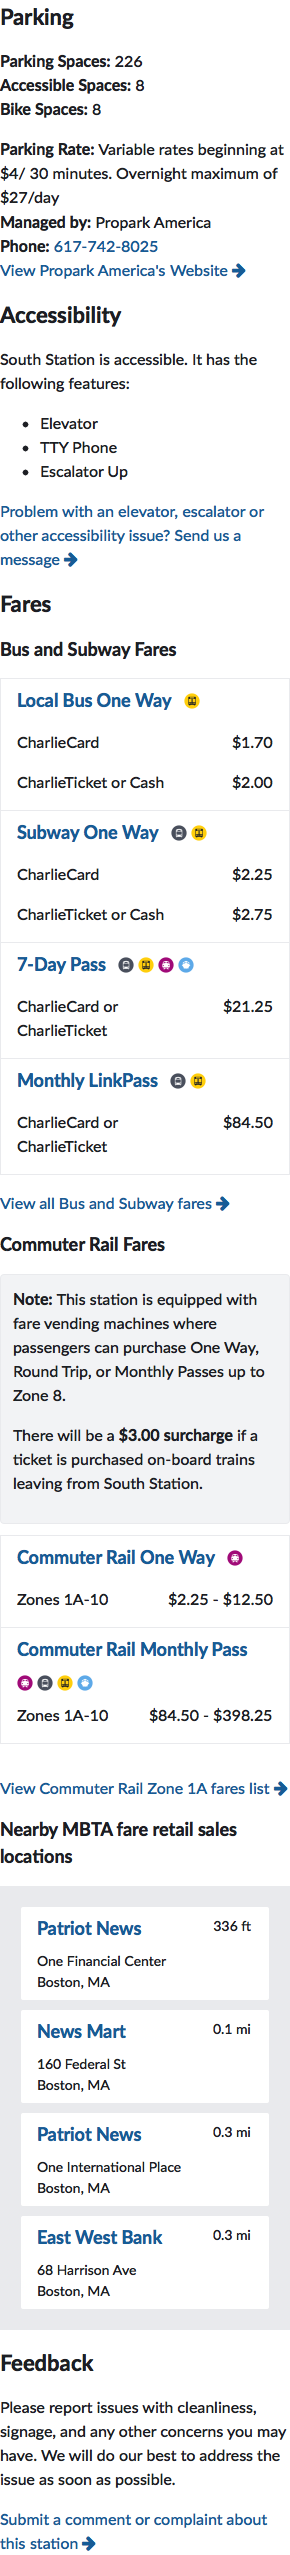 Parking
Parking Spaces: 226
Accessible Spaces: 8
Bike Spaces: 8
Parking Rate: Variable rates beginning at
$4/ 30 minutes. Overnight maximum of
$27/day
Managed by: Propark America
Phone: 617-742-8025
View Propark America's Website
Accessibility
South Station is accessible. It has the
following features:
• Elevator
• TTY Phone
• Escalator Up
Problem with an elevator, escalator or
other accessibility issue? Send us a
message
Fares
Bus and Subway Fares
Local Bus One Way
CharlieCard $1.70
CharlieTicket or Cash $2.00
Subway One Way
CharlieCard $2.25
CharlieTicket or Cash $2.75
7-Day Pass
CharlieCard or $21.25
CharlieTicket
Monthly LinkPass
CharlieCard or $84.50
CharlieTicket
View all Bus and Subway fares
Commuter Rail Fares
Note: This station is equipped with
fare vending machines where
passengers can purchase One Way,
Round Trip, or Monthly Passes up to
Zone 8.
There will be a $3.00 surcharge if a
ticket is purchased on-board trains
leaving from South Station.
Commuter Rail One Way
Zones 1A-10 $2.25 - $12.50
Commuter Rail Monthly Pass
Zones 1A-10 $84.50 - $398.25
View Commuter Rail Zone 1A fares list
Nearby MBTA fare retail sales
locations
Patriot News 336 ft
One Financial Center
Boston, MA
News Mart 0.1 mi
160 Federal St
Boston, MA
Patriot News 0.3 mi
One International Place
Boston, MA
East West Bank 0.3 mi
68 Harrison Ave
Boston, MA
Feedback
Please report issues with cleanliness,
signage, and any other concerns you may
have. We will do our best to address the
issue as soon as possible.
Submit a comment or complaint about
this station